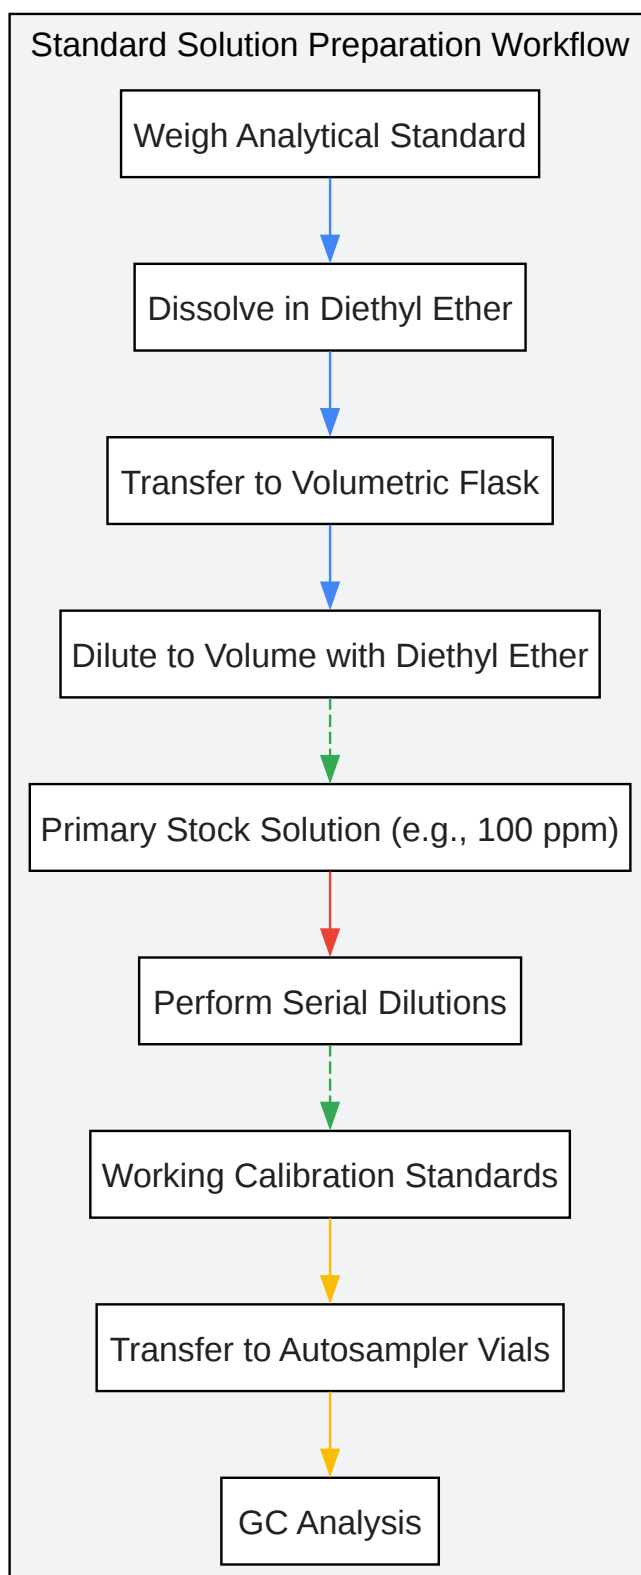 Standard Solution Preparation Workflow
Weigh Analytical Standard
Dissolve in Diethyl Ether
Transfer to Volumetric Flask
Dilute to Volume with Diethyl Ether
Primary Stock Solution (e.g., 100 ppm)
Perform Serial Dilutions
Working Calibration Standards
Transfer to Autosampler Vials
GC Analysis